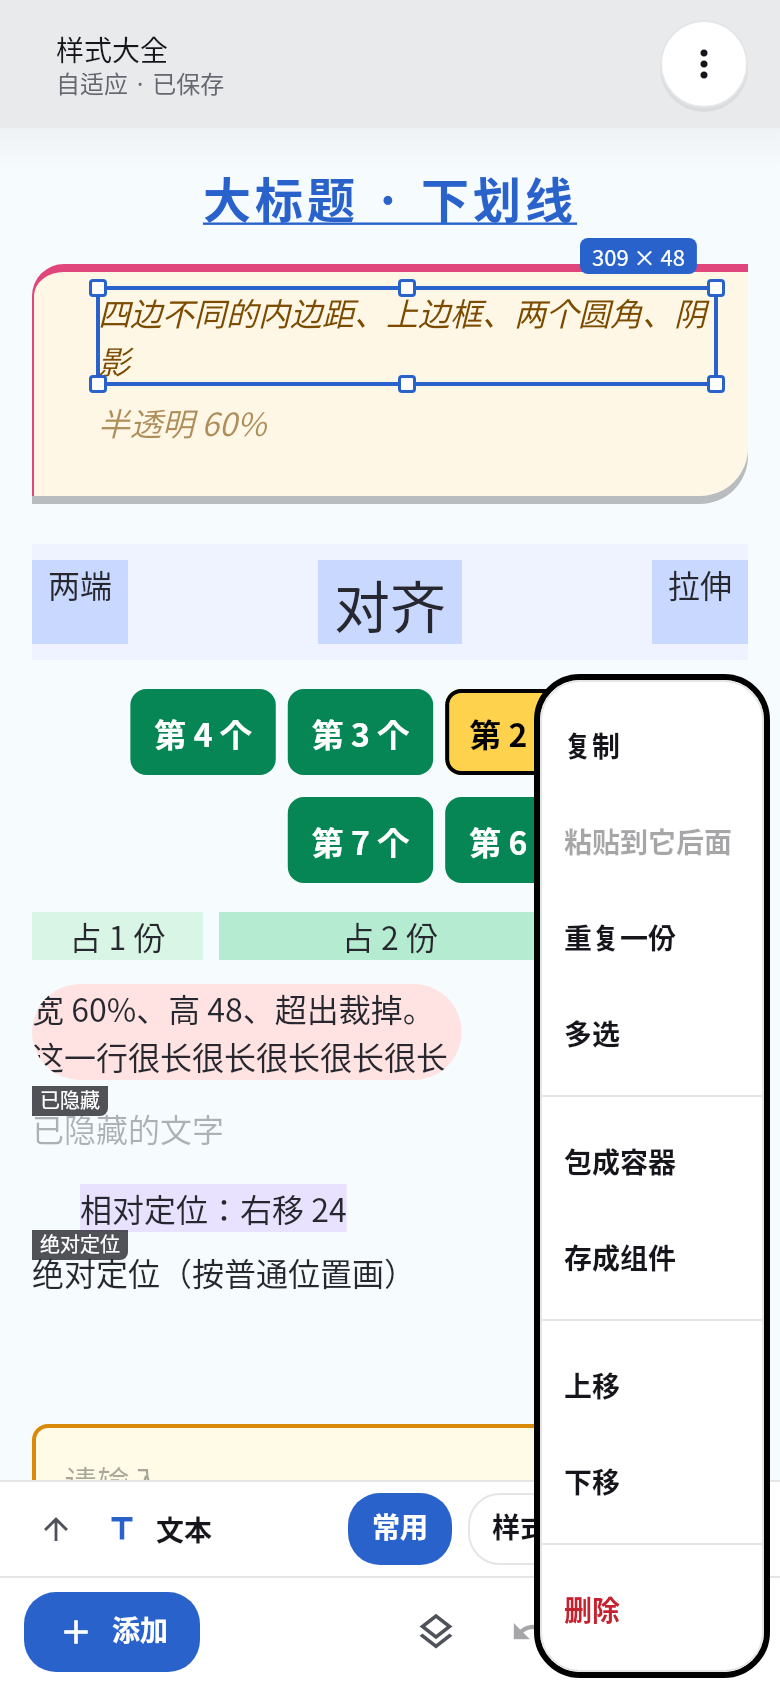 样式大全
自适应 · 已保存
大标题 · 下划线
309 × 48
四边不同的内边距、上边框、两个圆角、阴
影
半透明 60%
两端
对齐
拉伸
第 4 个
第 3 个
第 2
第 7 个
第 6
占 1 份
占 2 份
宽 60%、高 48、超出裁掉。
这一行很长很长很长很长很长
已隐藏
已隐藏的文字
相对定位：右移 24
绝对定位
绝对定位（按普通位置画）
请输入
文本
常用
样式
添加
复制
粘贴到它后面
重复一份
多选
包成容器
存成组件
上移
下移
删除